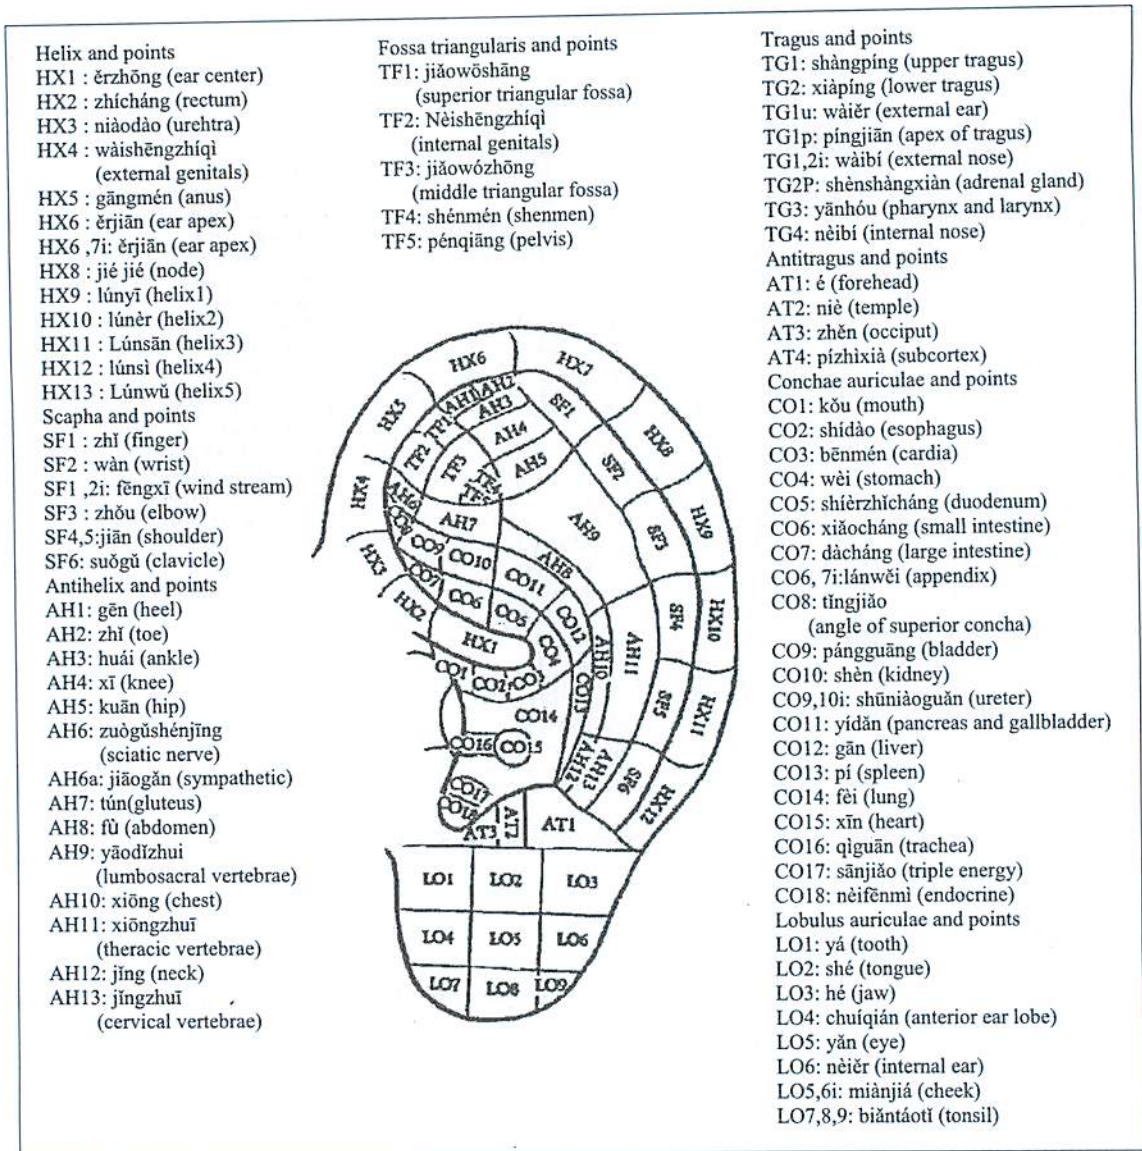 Helix and points
HX1 : ěrzhōng (ear center)
HX2 : zhícháng (rectum)
HX3 : niàodào (urehtra)
HX4 : wàishēngzhíqì
(external genitals)
HX5 : gāngmén (anus)
HX6 : ěrjiān (ear apex)
HX6 ,7i: ěrjiān (ear apex)
HX8 : jié jié (node)
HX9 : lúnyī (helix1)
HX10 : lúnèr (helix2)
HX11 : Lúnsān (helix3)
HX12 : lúnsì (helix4)
HX13 : Lúnwǔ (helix5)
Scapha and points
SF1 : zhǐ (finger)
SF2 : wàn (wrist)
SF1 ,2i: fēngxī (wind stream)
SF3 : zhǒu (elbow)
SF4,5:jiān (shoulder)
SF6: suǒgǔ (clavicle)
Antihelix and points
AH1: gēn (heel)
AH2: zhǐ (toe)
AH3: huái (ankle)
AH4: xī (knee)
AH5: kuān (hip)
AH6: zuògǔshénjīng
(sciatic nerve)
AH6a: jiāogǎn (sympathetic)
AH7: tún(gluteus)
AH8: fù (abdomen)
AH9: yāodǐzhui
(lumbosacral vertebrae)
AH10: xiōng (chest)
AH11: xiōngzhuī
(theracic vertebrae)
AH12: jǐng (neck)
AH13: jǐngzhuī
(cervical vertebrae)
Fossa triangularis and points
TF1: jiǎowōshāng
(superior triangular fossa)
TF2: Nèishēngzhíqì
(internal genitals)
TF3: jiǎowózhōng
(middle triangular fossa)
TF4: shénmén (shenmen)
TF5: pénqiāng (pelvis)
Tragus and points
TG1: shàngpíng (upper tragus)
TG2: xiàpíng (lower tragus)
TG1u: wàiěr (external ear)
TG1p: píngjiān (apex of tragus)
TG1,2i: wàibí (external nose)
TG2P: shènshàngxiàn (adrenal gland)
TG3: yānhóu (pharynx and larynx)
TG4: nèibí (internal nose)
Antitragus and points
AT1: é (forehead)
AT2: niè (temple)
AT3: zhěn (occiput)
AT4: pízhìxià (subcortex)
Conchae auriculae and points
CO1: kǒu (mouth)
CO2: shídào (esophagus)
CO3: bēnmén (cardia)
CO4: wèi (stomach)
CO5: shíèrzhǐcháng (duodenum)
CO6: xiǎocháng (small intestine)
CO7: dàcháng (large intestine)
CO6, 7i:lánwěi (appendix)
CO8: tǐngjiǎo
(angle of superior concha)
CO9: pángguāng (bladder)
CO10: shèn (kidney)
CO9,10i: shūniàoguǎn (ureter)
CO11: yídǎn (pancreas and gallbladder)
CO12: gān (liver)
CO13: pí (spleen)
CO14: fèi (lung)
CO15: xīn (heart)
CO16: qìguān (trachea)
CO17: sānjiǎo (triple energy)
CO18: nèifēnmì (endocrine)
Lobulus auriculae and points
LO1: yá (tooth)
LO2: shé (tongue)
LO3: hé (jaw)
LO4: chuíqián (anterior ear lobe)
LO5: yǎn (eye)
LO6: nèiěr (internal ear)
LO5,6i: miànjiá (cheek)
LO7,8,9: biǎntáotǐ (tonsil)
HX6
HX7
HX5
AH1
AH2
SF1
TF1
AH3
HX8
TF2
AH4
TF3
AH5
SF2
TF4
TF5
HX4
AH6
AH9
HX9
CO8
AH7
SF3
CO9
CO10
AH8
HX3
CO7
CO11
HX2
CO6
CO5
CO12
SF4
HX10
HX1
CO4
AH10
AH11
CO1
CO2
CO3
CO13
CO14
SF5
HX11
CO16
CO15
AH12
AH13
SF6
HX12
CO17
CO18
AT3
AT2
AT1
LO1
LO2
LO3
LO4
LO5
LO6
LO7
LO8
LO9